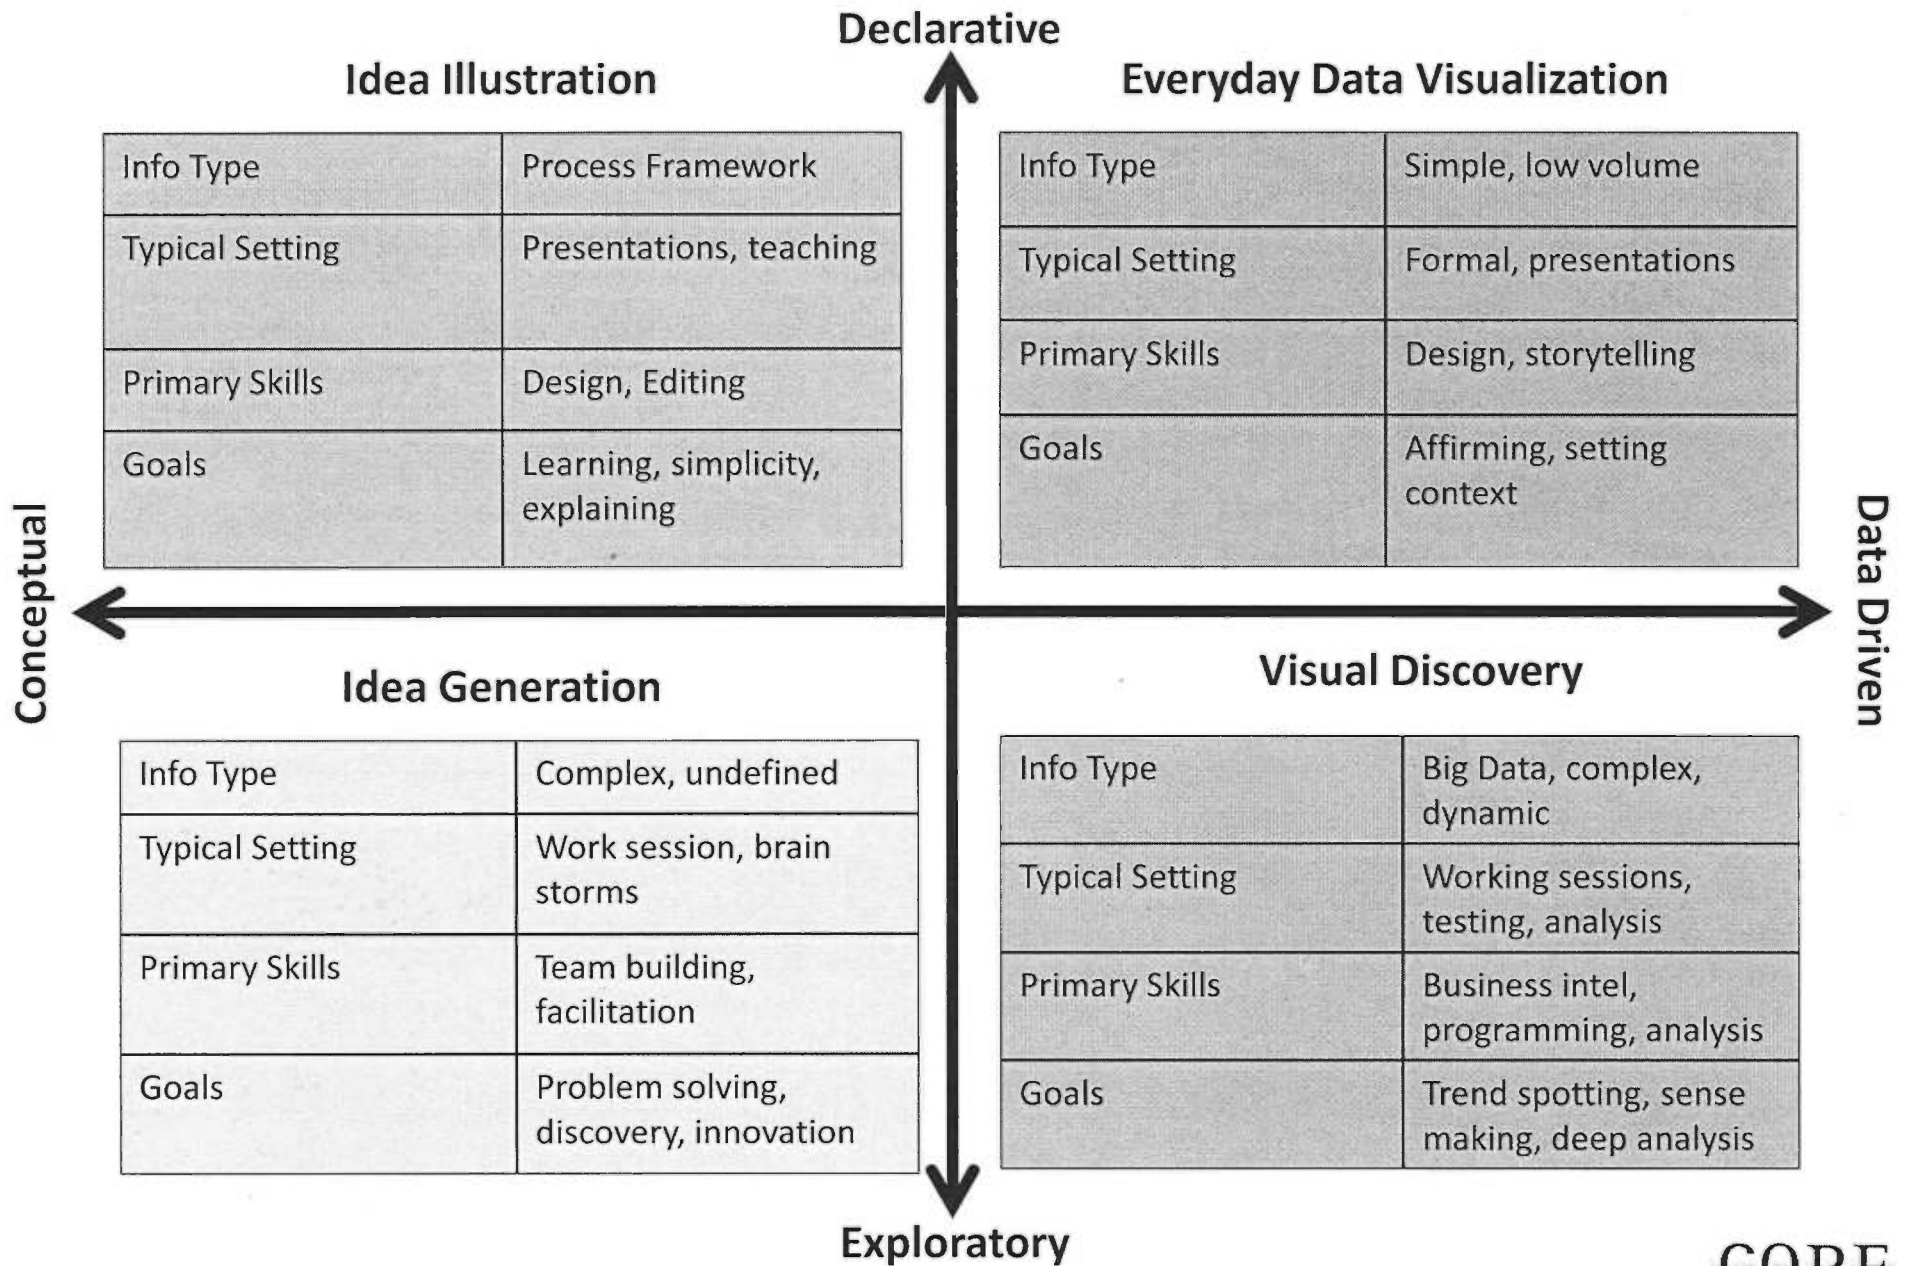 Declarative
Idea Illustration
Info Type
Process Framework
Typical Setting
Presentations, teaching
Primary Skills
Design, Editing
Goals
Learning, simplicity,
explaining
Everyday Data Visualization
Info Type
Simple, low volume
Typical Setting
Formal, presentations
Primary Skills
Design, storytelling
Goals
Affirming, setting
context
Conceptual
Data Driven
Idea Generation
Info Type
Complex, undefined
Typical Setting
Work session, brain
storms
Primary Skills
Team building,
facilitation
Goals
Problem solving,
discovery, innovation
Visual Discovery
Info Type
Big Data, complex,
dynamic
Typical Setting
Working sessions,
testing, analysis
Primary Skills
Business intel,
programming, analysis
Goals
Trend spotting, sense
making, deep analysis
Exploratory